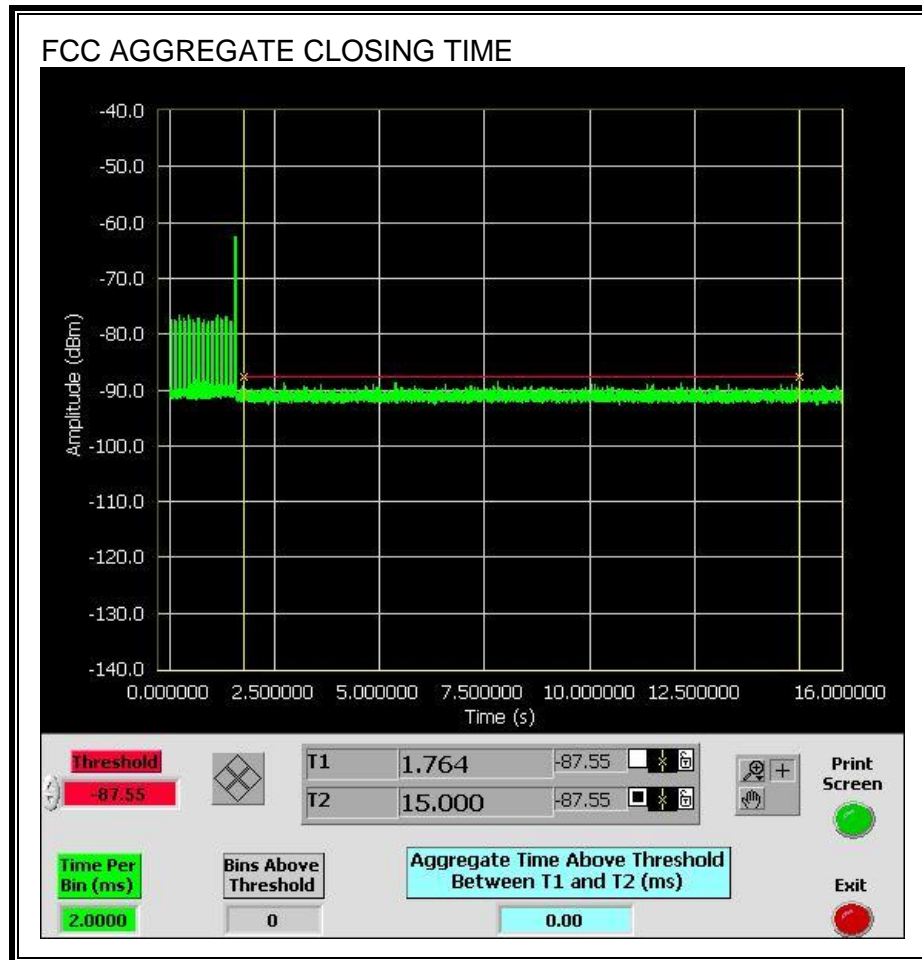 FCC AGGREGATE CLOSING TIME
-40.0
-50.0
-60.0
-70.0
-80.0
-90.0
-100.0
-110.0
-120.0
-130.0
-140.0
Amplitude (dBm)
0.000000 2.500000 5.000000 7.500000 10.000000 12.500000 16.000000
Time (s)
Threshold
-87.55
T1 1.764 -87.55
T2 15.000 -87.55
Print
Screen
Time Per
Bin (ms)
2.0000
Bins Above
Threshold
0
Aggregate Time Above Threshold
Between T1 and T2 (ms)
0.00
Exit